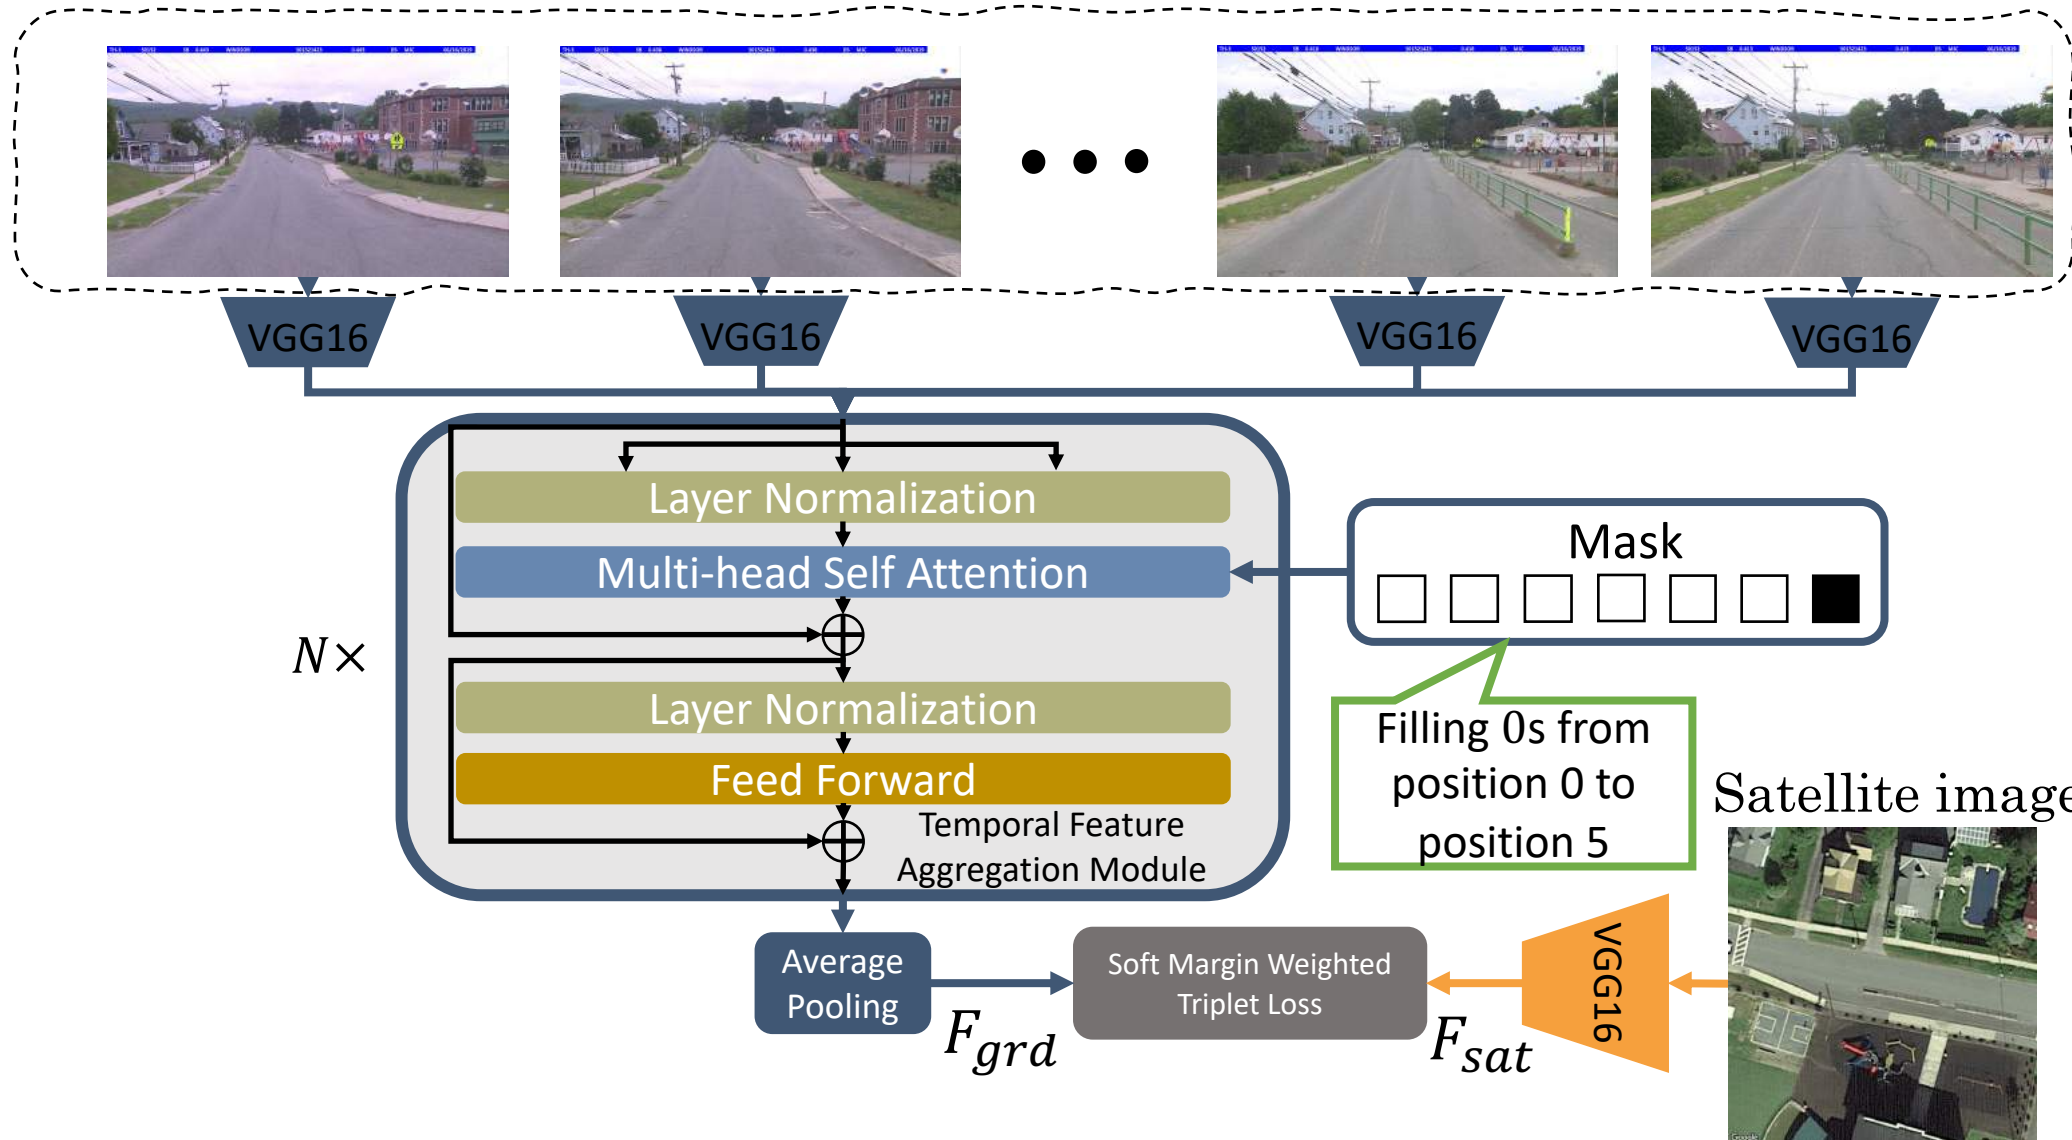 VGG16
VGG16
VGG16
VGG16
Layer Normalization
Multi-head Self Attention
Mask
N×
Layer Normalization
Feed Forward
Temporal Feature
Aggregation Module
Filling 0s from
position 0 to
position 5
Satellite image
Average
Pooling
F_grd
Soft Margin Weighted
Triplet Loss
F_sat
VGG16
Google